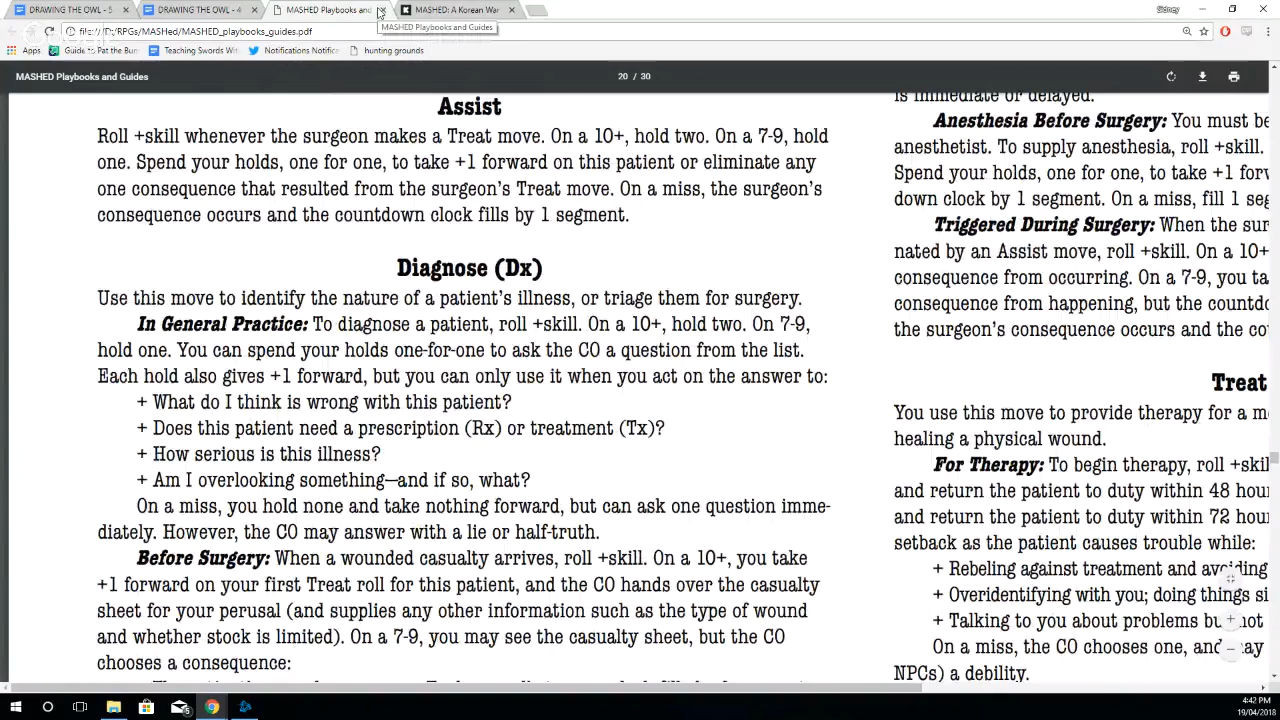 DRAWING THE OWL - 5
DRAWING THE OWL - 4
MASHED Playbooks and
MASHED: A Korean War
Sidney
MASHED Playbooks and Guides
file:///D:/RPGs/MASHed/MASHED_playbooks_guides.pdf
Apps
Guide to Pat the Bun
Teaching Swords Wit
Notifications
hunting grounds
MASHED Playbooks and Guides
20 / 30
Assist
Roll +skill whenever the surgeon makes a Treat move. On a 10+, hold two. On a 7-9, hold
one. Spend your holds, one for one, to take +1 forward on this patient or eliminate any
one consequence that resulted from the surgeon's Treat move. On a miss, the surgeon's
consequence occurs and the countdown clock fills by 1 segment.
Diagnose (Dx)
Use this move to identify the nature of a patient's illness, or triage them for surgery.
In General Practice: To diagnose a patient, roll +skill. On a 10+, hold two. On 7-9,
hold one. You can spend your holds one-for-one to ask the CO a question from the list.
Each hold also gives +1 forward, but you can only use it when you act on the answer to:
+ What do I think is wrong with this patient?
+ Does this patient need a prescription (Rx) or treatment (Tx)?
+ How serious is this illness?
+ Am I overlooking something—and if so, what?
On a miss, you hold none and take nothing forward, but can ask one question imme-
diately. However, the CO may answer with a lie or half-truth.
Before Surgery: When a wounded casualty arrives, roll +skill. On a 10+, you take
+1 forward on your first Treat roll for this patient, and the CO hands over the casualty
sheet for your perusal (and supplies any other information such as the type of wound
and whether stock is limited). On a 7-9, you may see the casualty sheet, but the CO
chooses a consequence:
is immediate or delayed.
Anesthesia Before Surgery: You must be
anesthetist. To supply anesthesia, roll +skill.
Spend your holds, one for one, to take +1 forw
down clock by 1 segment. On a miss, fill 1 seg
Triggered During Surgery: When the sur
nated by an Assist move, roll +skill. On a 10+
consequence from occurring. On a 7-9, you ta
consequence from happening, but the countdo
the surgeon's consequence occurs and the cou
Treat
You use this move to provide therapy for a me
healing a physical wound.
For Therapy: To begin therapy, roll +skil
and return the patient to duty within 48 hour
and return the patient to duty within 72 hour
setback as the patient causes trouble while:
+ Rebeling against treatment and avoiding
+ Overidentifying with you; doing things si
+ Talking to you about problems but not
On a miss, the CO chooses one, and may
NPCs) a debility.
4:42 PM
19/04/2018